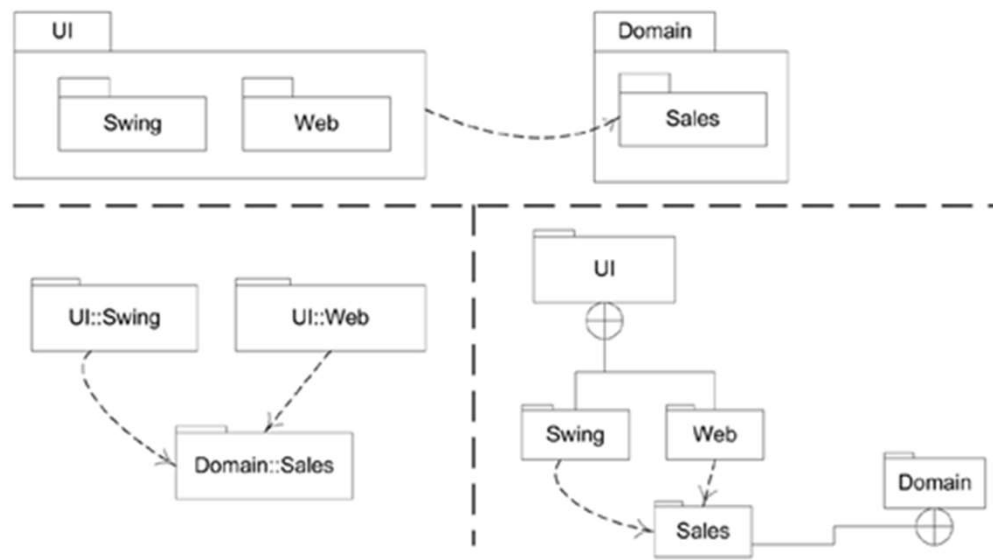 UI
Domain
Swing
Web
Sales
UI::Swing
UI::Web
Domain::Sales
UI
Swing
Web
Domain
Sales